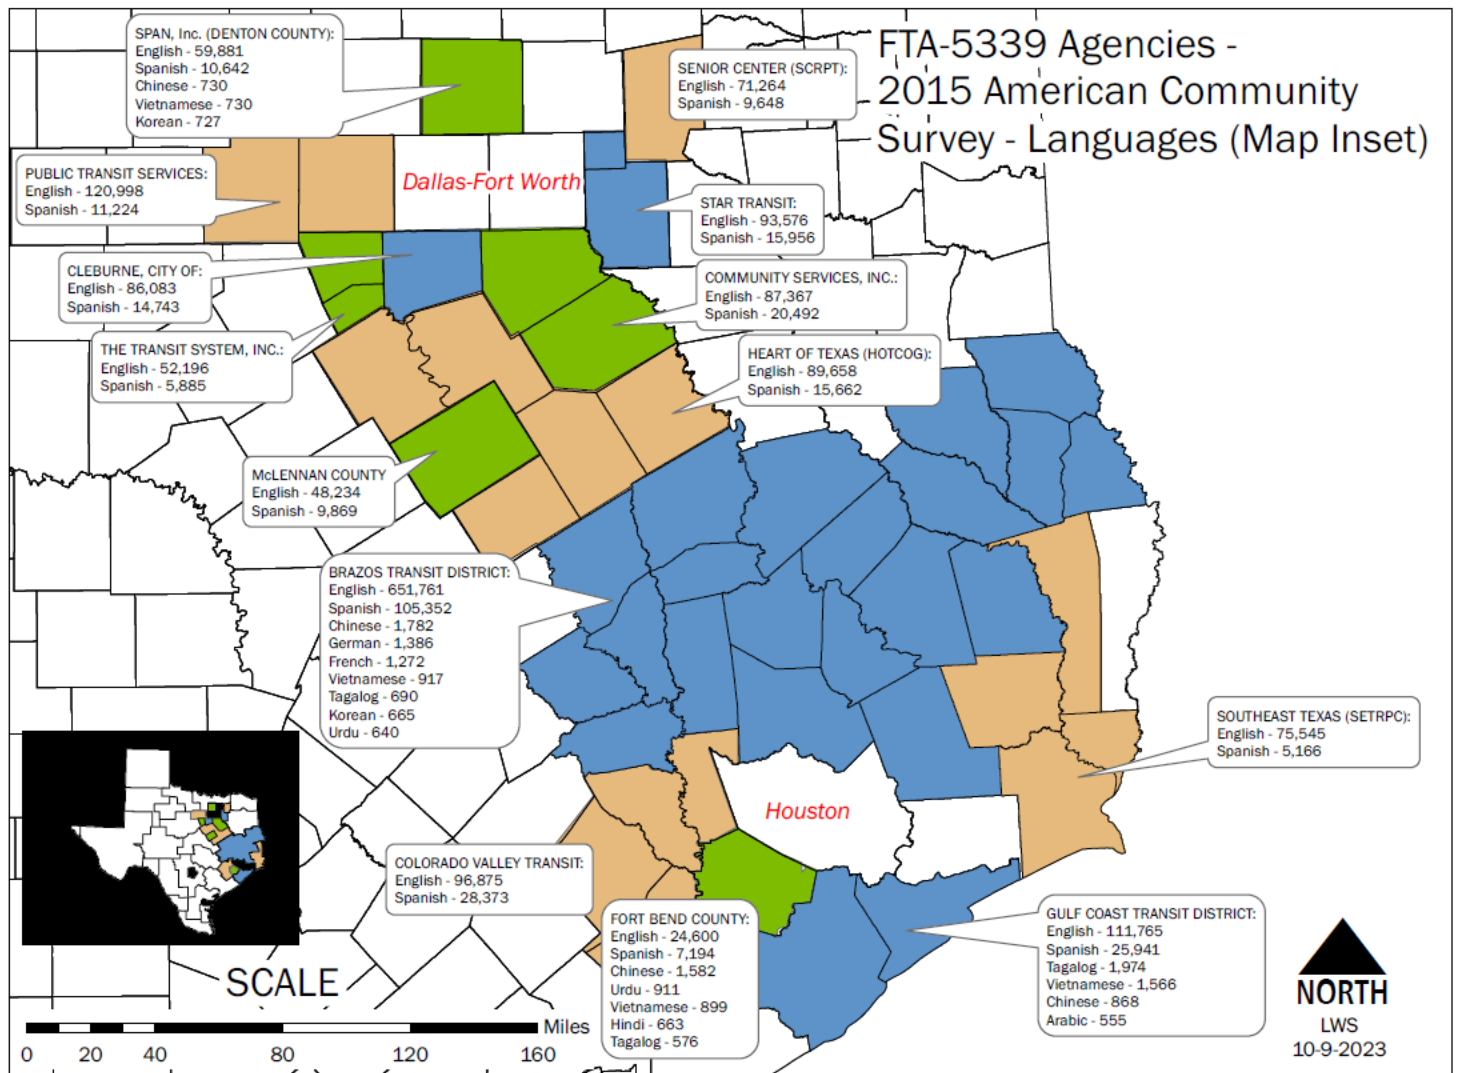 FTA-5339 Agencies -
2015 American Community
Survey - Languages (Map Inset)
SPAN, Inc. (DENTON COUNTY):
English - 59,881
Spanish - 10,642
Chinese - 730
Vietnamese - 730
Korean - 727
SENIOR CENTER (SCRPT):
English - 71,264
Spanish - 9,648
PUBLIC TRANSIT SERVICES:
English - 120,998
Spanish - 11,224
Dallas-Fort Worth
STAR TRANSIT:
English - 93,576
Spanish - 15,956
CLEBURNE, CITY OF:
English - 86,083
Spanish - 14,743
COMMUNITY SERVICES, INC.:
English - 87,367
Spanish - 20,492
THE TRANSIT SYSTEM, INC.:
English - 52,196
Spanish - 5,885
HEART OF TEXAS (HOTCOG):
English - 89,658
Spanish - 15,662
McLENNAN COUNTY
English - 48,234
Spanish - 9,869
BRAZOS TRANSIT DISTRICT:
English - 651,761
Spanish - 105,352
Chinese - 1,782
German - 1,386
French - 1,272
Vietnamese - 917
Tagalog - 690
Korean - 665
Urdu - 640
SOUTHEAST TEXAS (SETRPC):
English - 75,545
Spanish - 5,166
Houston
COLORADO VALLEY TRANSIT:
English - 96,875
Spanish - 28,373
FORT BEND COUNTY:
English - 24,600
Spanish - 7,194
Chinese - 1,582
Urdu - 911
Vietnamese - 899
Hindi - 663
Tagalog - 576
GULF COAST TRANSIT DISTRICT:
English - 111,765
Spanish - 25,941
Tagalog - 1,974
Vietnamese - 1,566
Chinese - 868
Arabic - 555
SCALE
Miles
0 20 40 80 120 160
NORTH
LWS
10-9-2023